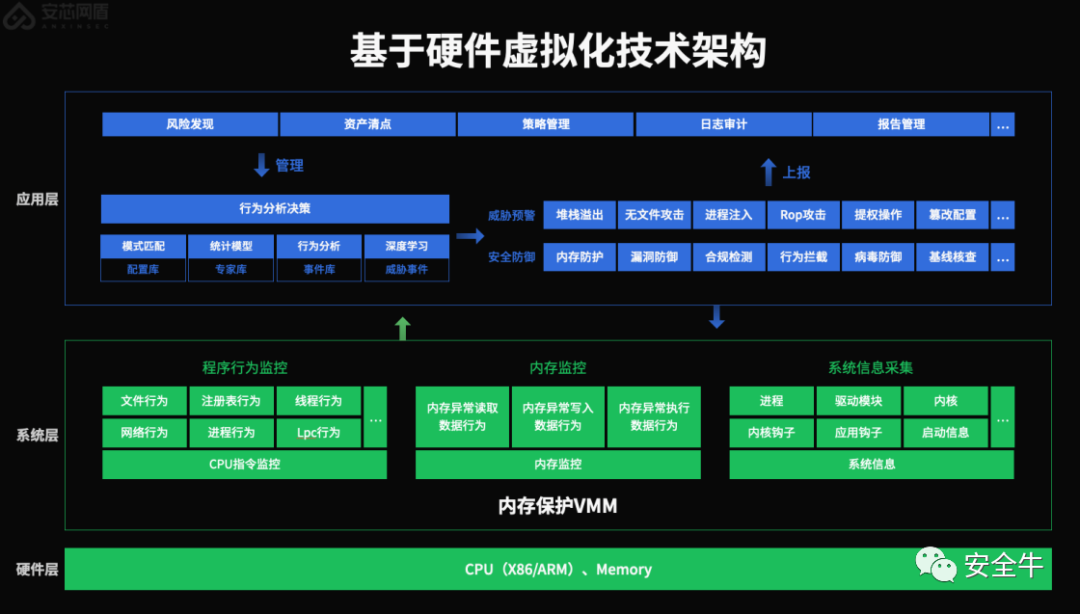 安芯网盾
ANXINSEC
基于硬件虚拟化技术架构
风险发现 资产清点 策略管理 日志审计 报告管理 ...
管理 上报
应用层
行为分析决策
模式匹配 统计模型 行为分析 深度学习
配置库 专家库 事件库 威胁事件
威胁预警 堆栈溢出 无文件攻击 进程注入 Rop攻击 提权操作 篡改配置 ...
安全防御 内存防护 漏洞防御 合规检测 行为拦截 病毒防御 基线核查 ...
系统层
程序行为监控 内存监控 系统信息采集
文件行为 注册表行为 线程行为 ...
网络行为 进程行为 Lpc行为
CPU指令监控
内存异常读取
数据行为
内存异常写入
数据行为
内存异常执行
数据行为
内存监控
进程 驱动模块 内核 ...
内核钩子 应用钩子 启动信息
系统信息
内存保护VMM
硬件层
CPU（X86/ARM）、Memory
安全牛